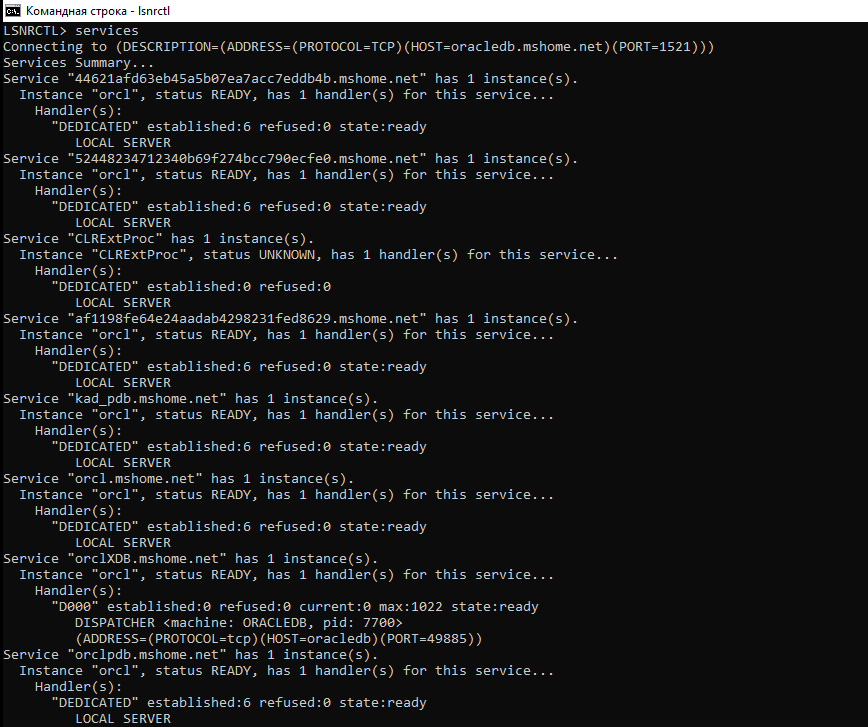 Командная строка - lsnrctl
LSNRCTL> services
Connecting to (DESCRIPTION=(ADDRESS=(PROTOCOL=TCP)(HOST=oracledb.mshome.net)(PORT=1521)))
Services Summary...
Service "44621afd63eb45a5b07ea7acc7eddb4b.mshome.net" has 1 instance(s).
  Instance "orcl", status READY, has 1 handler(s) for this service...
    Handler(s):
      "DEDICATED" established:6 refused:0 state:ready
         LOCAL SERVER
Service "52448234712340b69f274bcc790ecfe0.mshome.net" has 1 instance(s).
  Instance "orcl", status READY, has 1 handler(s) for this service...
    Handler(s):
      "DEDICATED" established:6 refused:0 state:ready
         LOCAL SERVER
Service "CLRExtProc" has 1 instance(s).
  Instance "CLRExtProc", status UNKNOWN, has 1 handler(s) for this service...
    Handler(s):
      "DEDICATED" established:0 refused:0
         LOCAL SERVER
Service "af1198fe64e24aadab4298231fed8629.mshome.net" has 1 instance(s).
  Instance "orcl", status READY, has 1 handler(s) for this service...
    Handler(s):
      "DEDICATED" established:6 refused:0 state:ready
         LOCAL SERVER
Service "kad_pdb.mshome.net" has 1 instance(s).
  Instance "orcl", status READY, has 1 handler(s) for this service...
    Handler(s):
      "DEDICATED" established:6 refused:0 state:ready
         LOCAL SERVER
Service "orcl.mshome.net" has 1 instance(s).
  Instance "orcl", status READY, has 1 handler(s) for this service...
    Handler(s):
      "DEDICATED" established:6 refused:0 state:ready
         LOCAL SERVER
Service "orclXDB.mshome.net" has 1 instance(s).
  Instance "orcl", status READY, has 1 handler(s) for this service...
    Handler(s):
      "D000" established:0 refused:0 current:0 max:1022 state:ready
         DISPATCHER <machine: ORACLEDB, pid: 7700>
         (ADDRESS=(PROTOCOL=tcp)(HOST=oracledb)(PORT=49885))
Service "orclpdb.mshome.net" has 1 instance(s).
  Instance "orcl", status READY, has 1 handler(s) for this service...
    Handler(s):
      "DEDICATED" established:6 refused:0 state:ready
         LOCAL SERVER